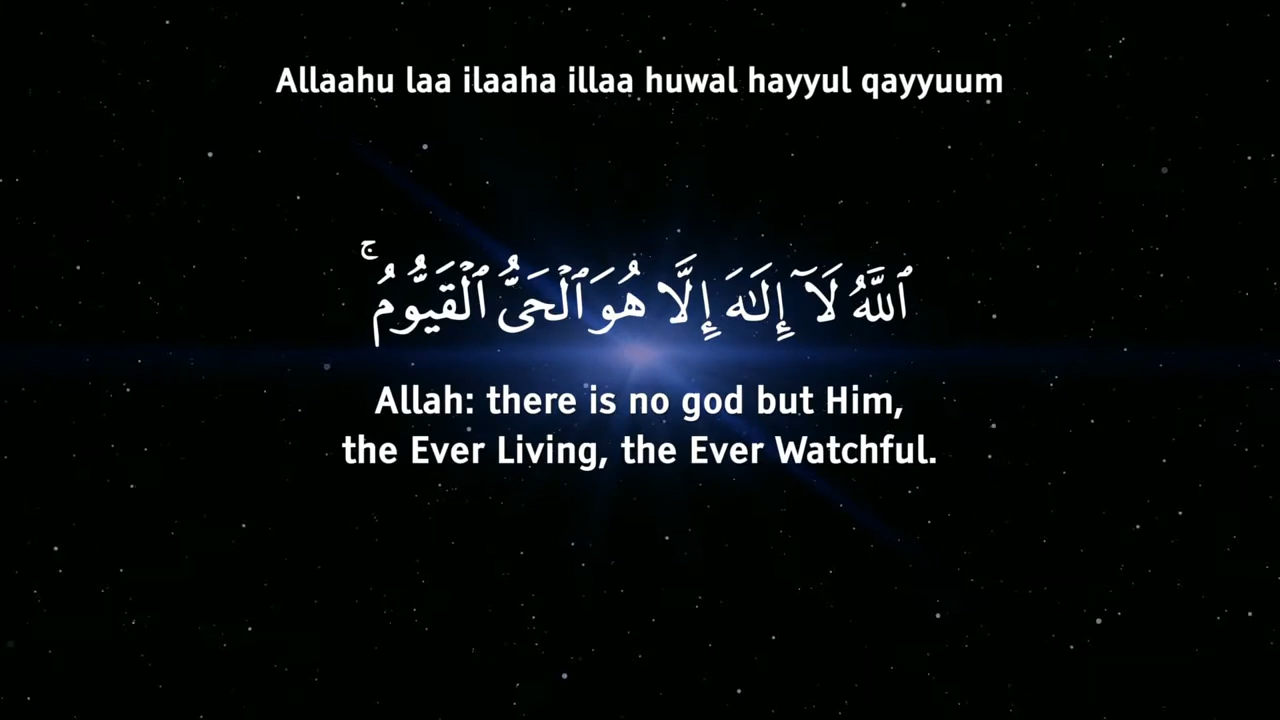 Allaahu laa ilaaha illaa huwal hayyul qayyuum
ٱللَّهُ لَآ إِلَـٰهَ إِلَّا هُوَ ٱلْحَىُّ ٱلْقَيُّومُ ۚ
Allah: there is no god but Him,
the Ever Living, the Ever Watchful.